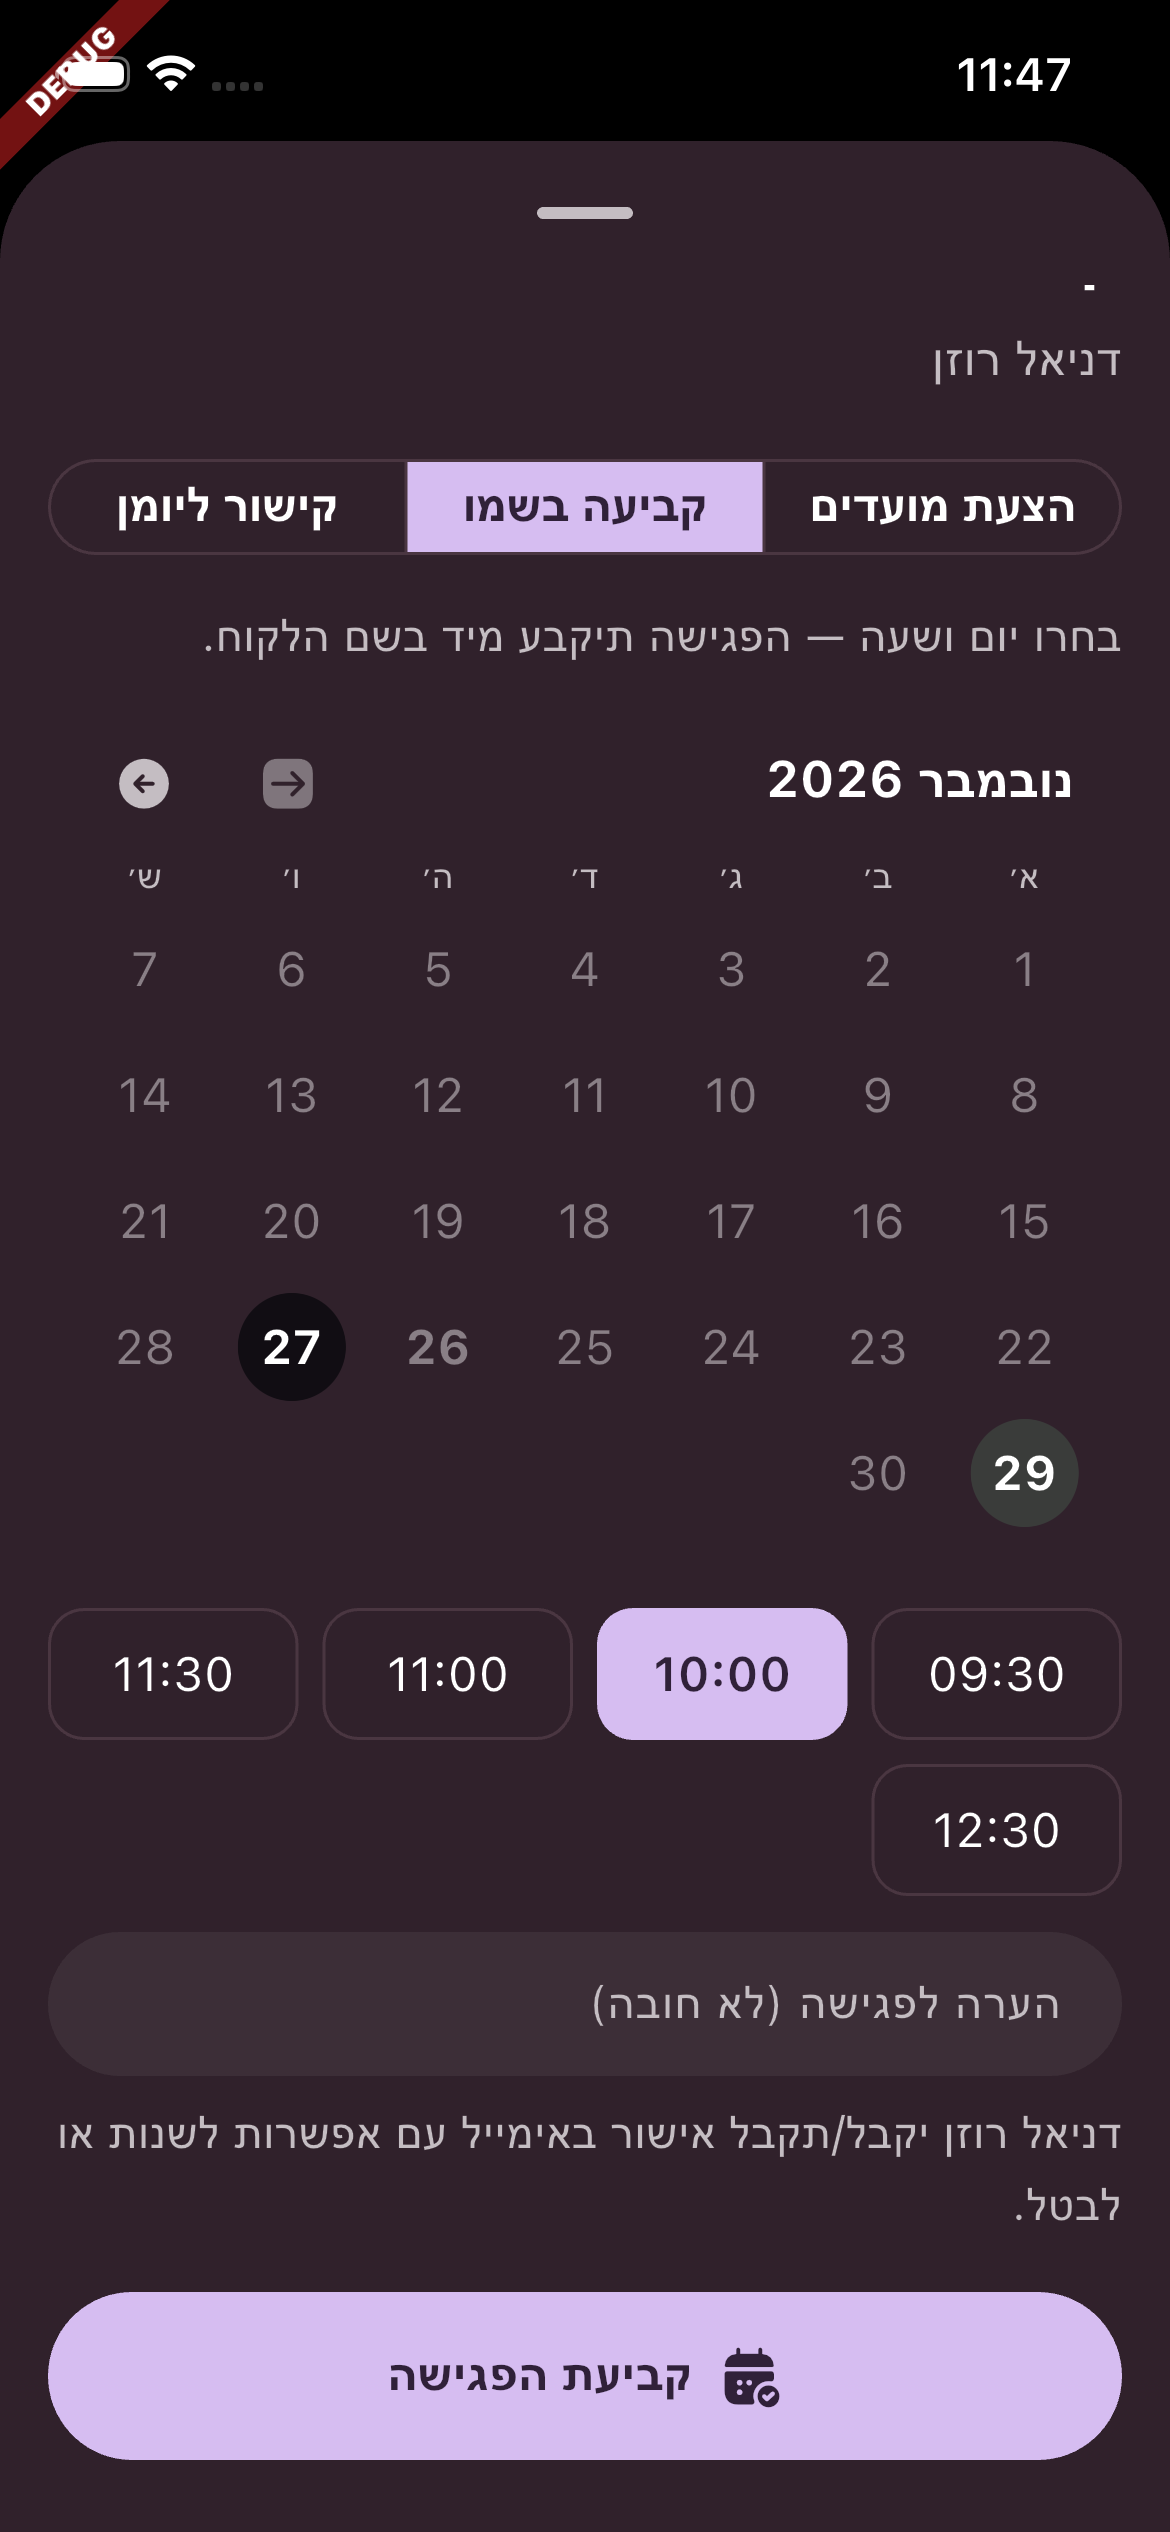 DEBUG
11:47
-
דניאל רוזן
הצעת מועדים קביעה בשמו קישור ליומן
בחרו יום ושעה — הפגישה תיקבע מיד בשם הלקוח.
נובמבר 2026
א׳ ב׳ ג׳ ד׳ ה׳ ו׳ ש׳
1 2 3 4 5 6 7
8 9 10 11 12 13 14
15 16 17 18 19 20 21
22 23 24 25 26 27 28
29 30
09:30 10:00 11:00 11:30
12:30
הערה לפגישה (לא חובה)
דניאל רוזן יקבל/תקבל אישור באימייל עם אפשרות לשנות או
לבטל.
קביעת הפגישה